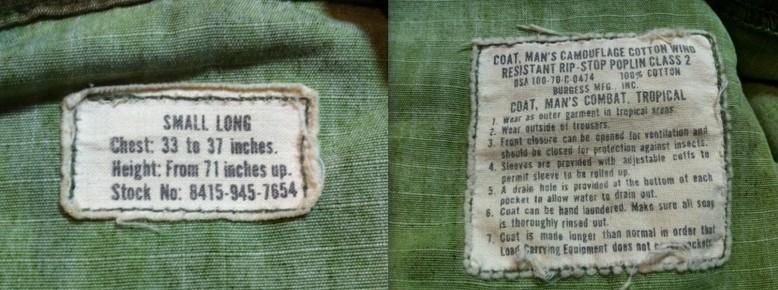 SMALL LONG
Chest: 33 to 37 inches.
Height: From 71 inches up.
Stock No: 8415-945-7654
COAT, MAN'S CAMOUFLAGE COTTON WIND
RESISTANT RIP-STOP POPLIN CLASS 2
DSA 100-70-C-0474 100% COTTON
BURGESS MFG., INC.
COAT, MAN'S COMBAT, TROPICAL
1. Wear as outer garment in tropical areas
2. Wear outside of trousers.
3. Front closure can be opened for ventilation and
should be closed for protection against insects.
4. Sleeves are provided with adjustable cuffs to
permit sleeve to be rolled up.
5. A drain hole is provided at the bottom of each
pocket to allow water to drain out.
6. Coat can be hand laundered. Make sure all soap
is thoroughly rinsed out.
7. Coat is made longer than normal in order that
Load Carrying Equipment does not pockets